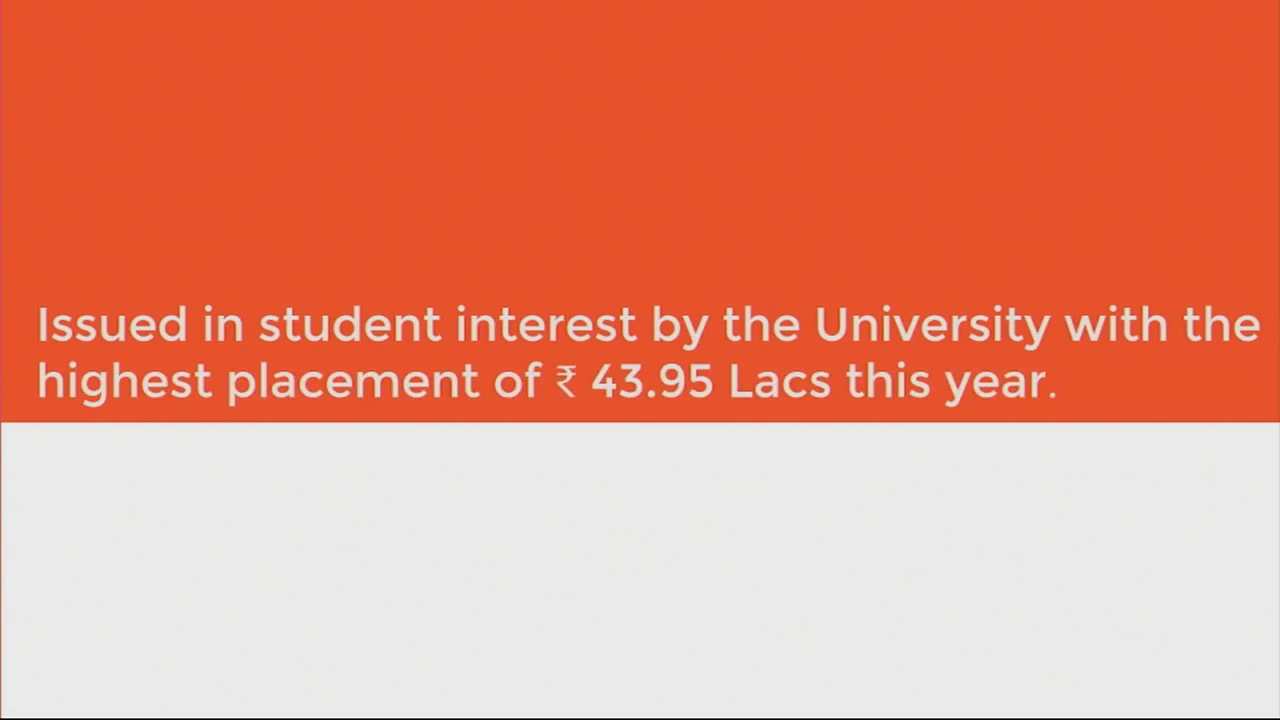 Issued in student interest by the University with the
highest placement of ₹ 43.95 Lacs this year.